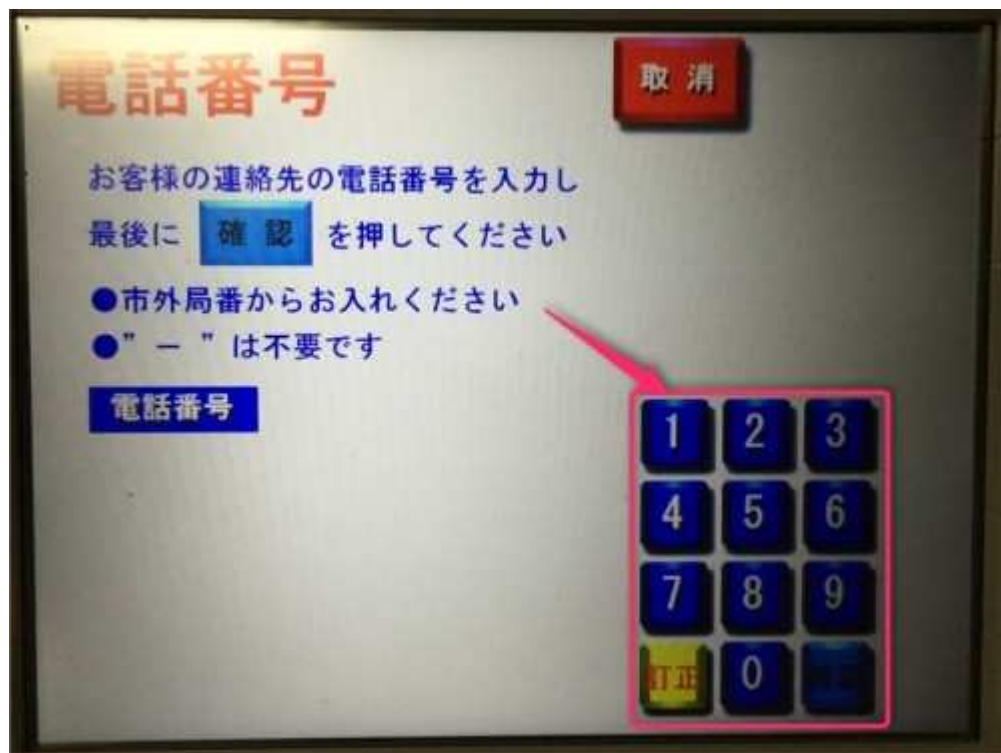 電話番号
取消
お客様の連絡先の電話番号を入力し
最後に 確認 を押してください
●市外局番からお入れください
●”－”は不要です
電話番号
1 2 3
4 5 6
7 8 9
訂正 0